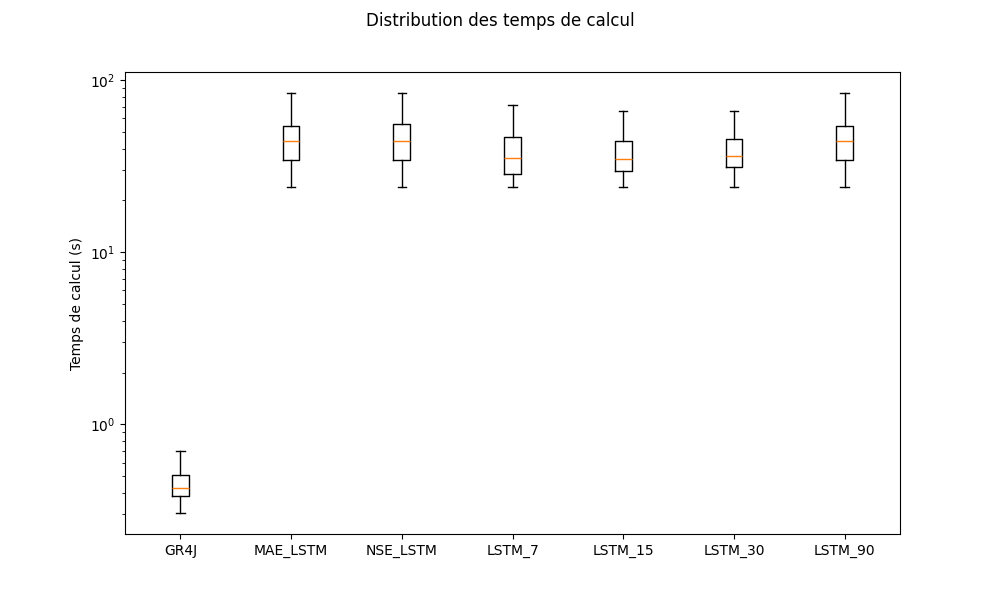 Distribution des temps de calcul
Temps de calcul (s)
10²
10¹
10⁰
GR4J MAE_LSTM NSE_LSTM LSTM_7 LSTM_15 LSTM_30 LSTM_90